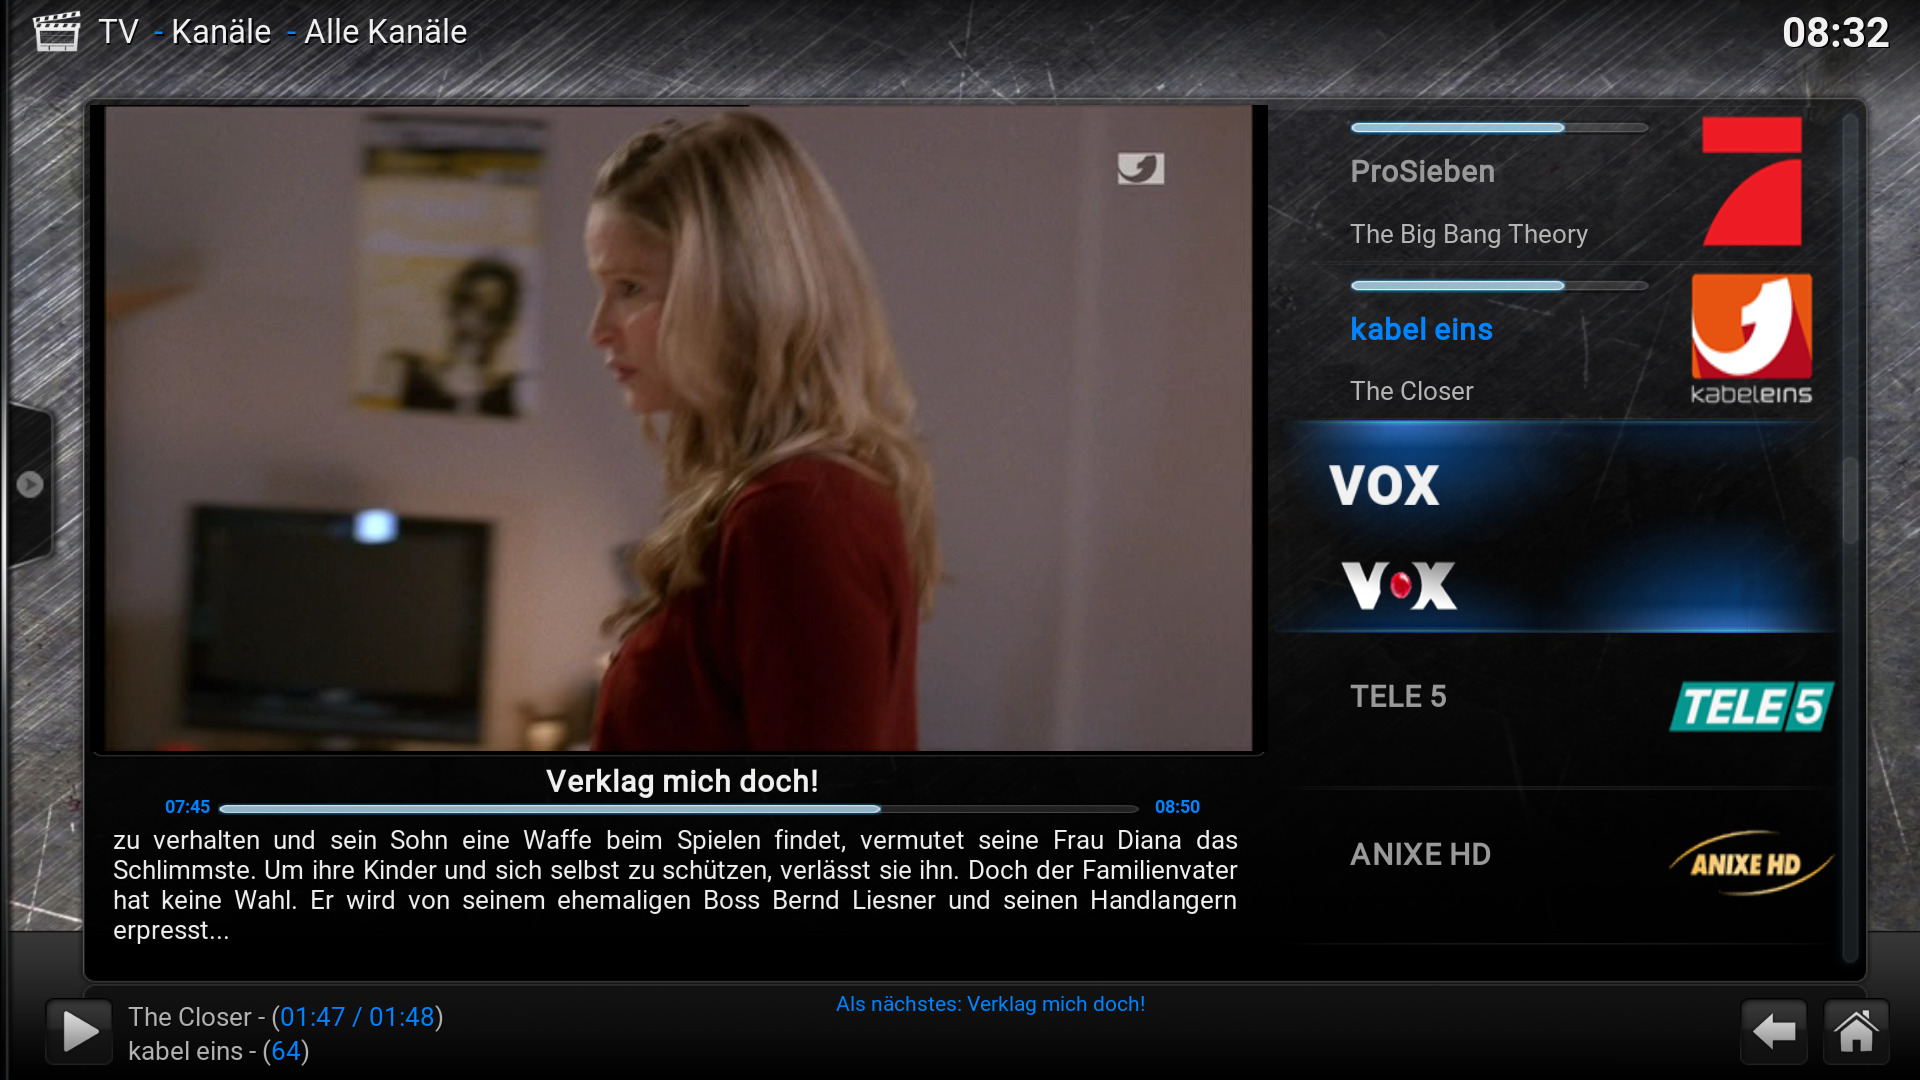 TV - Kanäle - Alle Kanäle
08:32
ProSieben
The Big Bang Theory
kabel eins
The Closer
kabeleins
VOX
VOX
TELE 5
TELE 5
ANIXE HD
ANIXE HD
Verklag mich doch!
07:45
08:50
zu verhalten und sein Sohn eine Waffe beim Spielen findet, vermutet seine Frau Diana das
Schlimmste. Um ihre Kinder und sich selbst zu schützen, verlässt sie ihn. Doch der Familienvater
hat keine Wahl. Er wird von seinem ehemaligen Boss Bernd Liesner und seinen Handlangern
erpresst...
The Closer - (01:47 / 01:48)
kabel eins - (64)
Als nächstes: Verklag mich doch!